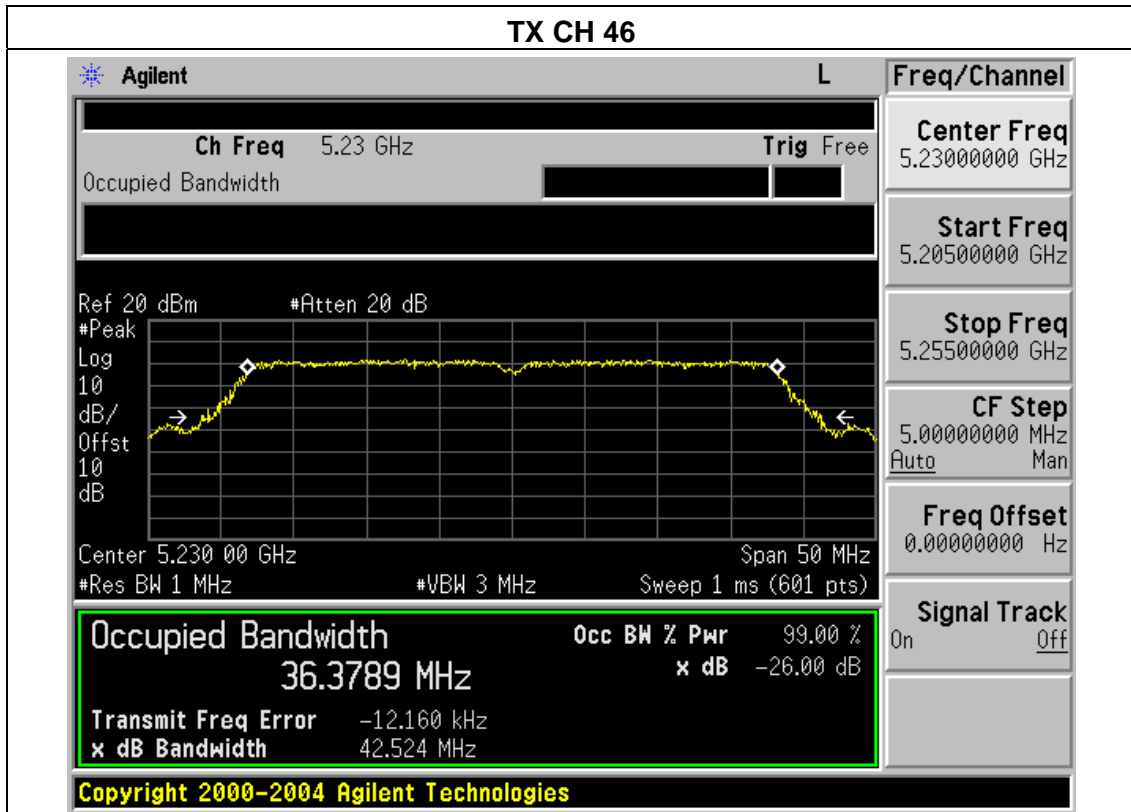 TX CH 46
Agilent L Freq/Channel
Ch Freq 5.23 GHz Trig Free
Occupied Bandwidth
Center Freq
5.23000000 GHz
Start Freq
5.20500000 GHz
Stop Freq
5.25500000 GHz
CF Step
5.00000000 MHz
Auto Man
Freq Offset
0.00000000 Hz
Signal Track
On Off
Ref 20 dBm #Atten 20 dB
#Peak
Log
10
dB/
Offst
10
dB
Center 5.230 00 GHz Span 50 MHz
#Res BW 1 MHz #VBW 3 MHz Sweep 1 ms (601 pts)
Occupied Bandwidth Occ BW % Pwr 99.00 %
36.3789 MHz x dB -26.00 dB
Transmit Freq Error -12.160 kHz
x dB Bandwidth 42.524 MHz
Copyright 2000-2004 Agilent Technologies